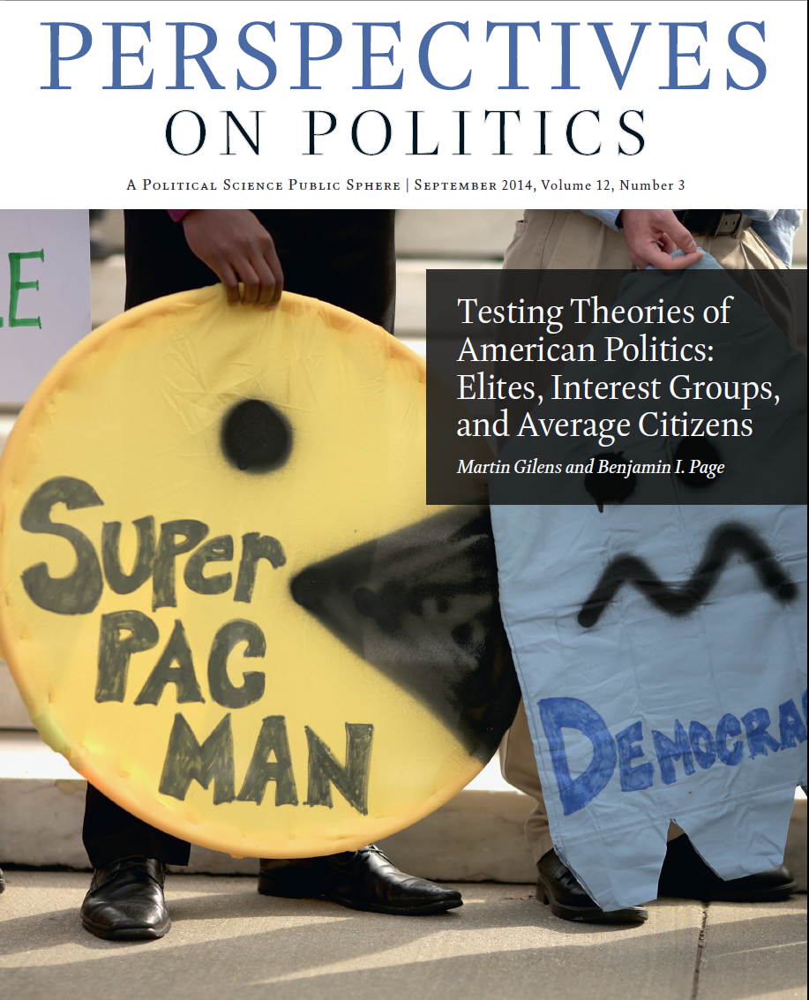 PERSPECTIVES
ON POLITICS
A Political Science Public Sphere | September 2014, Volume 12, Number 3
E
Testing Theories of
American Politics:
Elites, Interest Groups,
and Average Citizens
Martin Gilens and Benjamin I. Page
Super
PAC
MAN
DEMOCRA